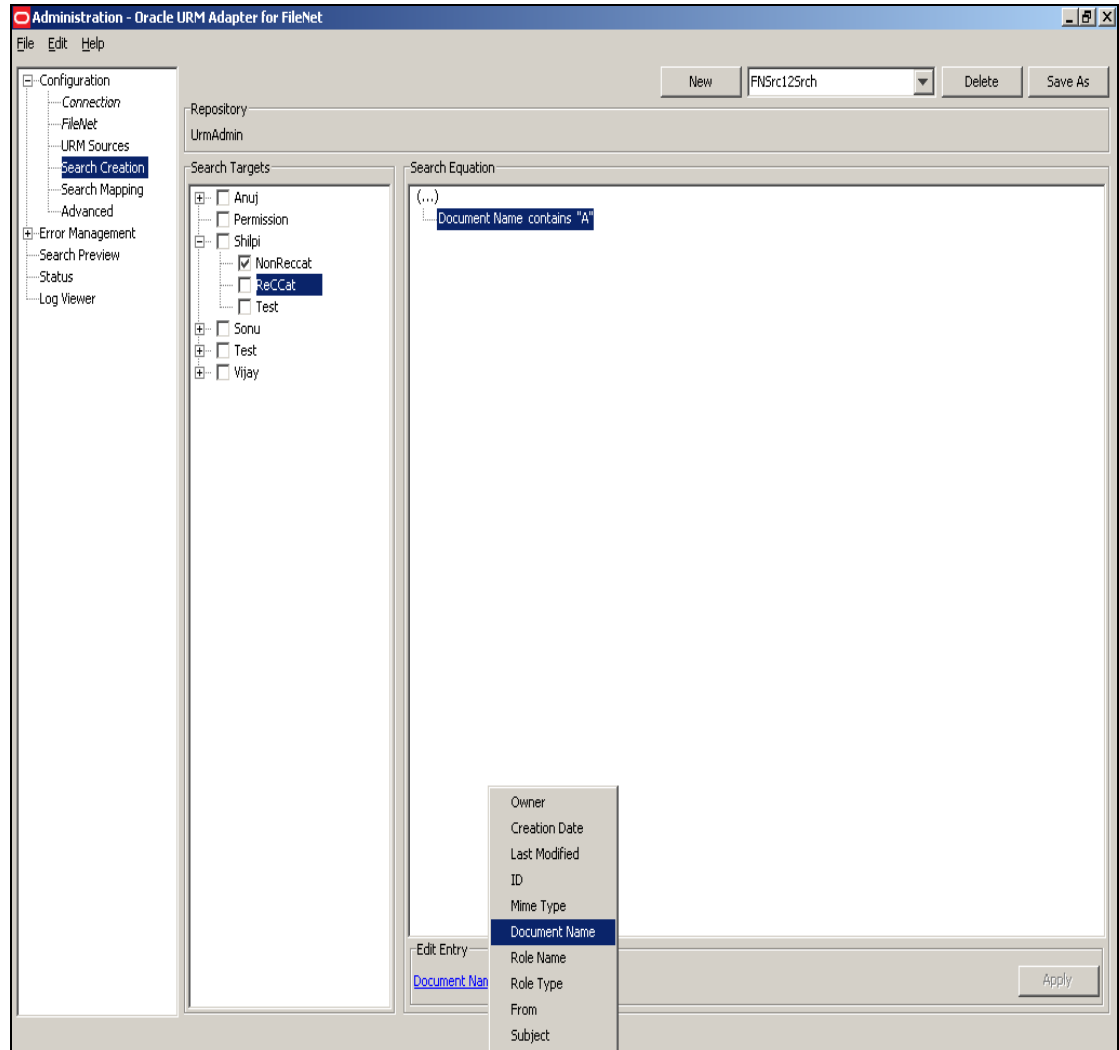 Administration - Oracle URM Adapter for FileNet
File Edit Help
New FNSrc12Srch Delete Save As
Configuration
Connection
FileNet
URM Sources
Search Creation
Search Mapping
Advanced
Error Management
Search Preview
Status
Log Viewer
Repository
UrmAdmin
Search Targets
Anuj
Permission
Shilpi
NonReccat
ReCCat
Test
Sonu
Test
Vijay
Search Equation
(...)
Document Name contains "A"
Owner
Creation Date
Last Modified
ID
Mime Type
Document Name
Role Name
Role Type
From
Subject
Edit Entry
Document Nan
Apply